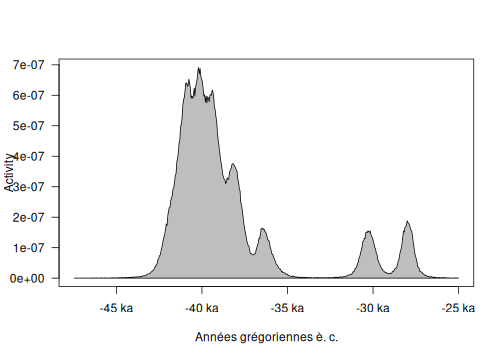 7e-07
6e-07
5e-07
4e-07
3e-07
2e-07
1e-07
0e+00
Activity
-45 ka -40 ka -35 ka -30 ka -25 ka
Années grégoriennes è. c.